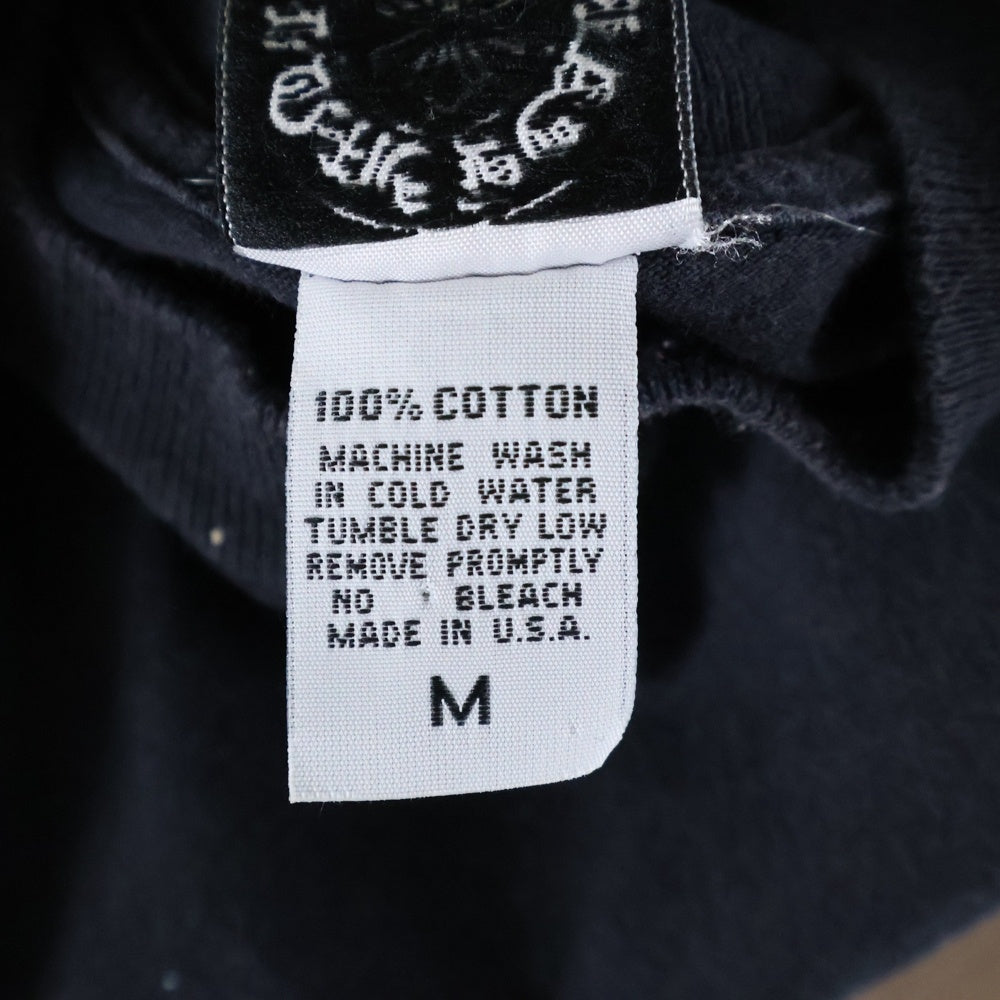 100% COTTON
MACHINE WASH
IN COLD WATER
TUMBLE DRY LOW
REMOVE PROMPTLY
NO BLEACH
MADE IN U.S.A.
M